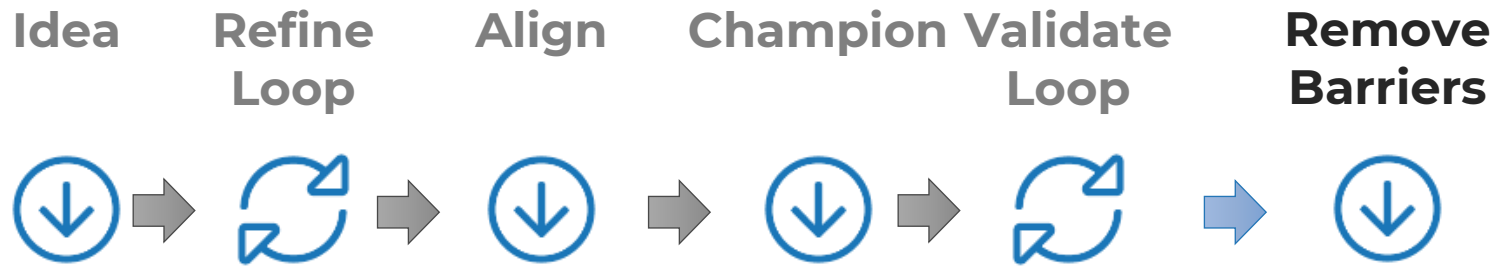 Idea
Refine
Loop
Align
Champion
Validate
Loop
Remove
Barriers